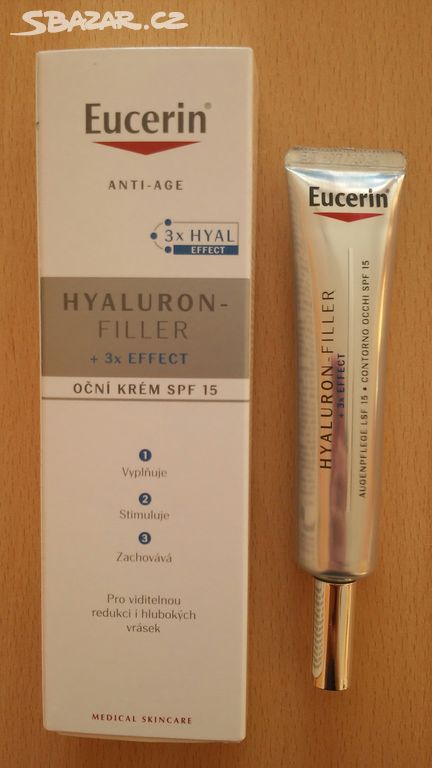 SBAZAR.CZ
Eucerin®
ANTI-AGE
3x HYAL
EFFECT
HYALURON-
FILLER
+ 3x EFFECT
OČNÍ KRÉM SPF 15
1
Vyplňuje
2
Stimuluje
3
Zachovává
Pro viditelnou
redukci i hlubokých
vrásek
MEDICAL SKINCARE
Eucerin®
HYALURON-FILLER
+ 3x EFFECT
AUGENPFLEGE LSF 15 • CONTORNO OCCHI SPF 15